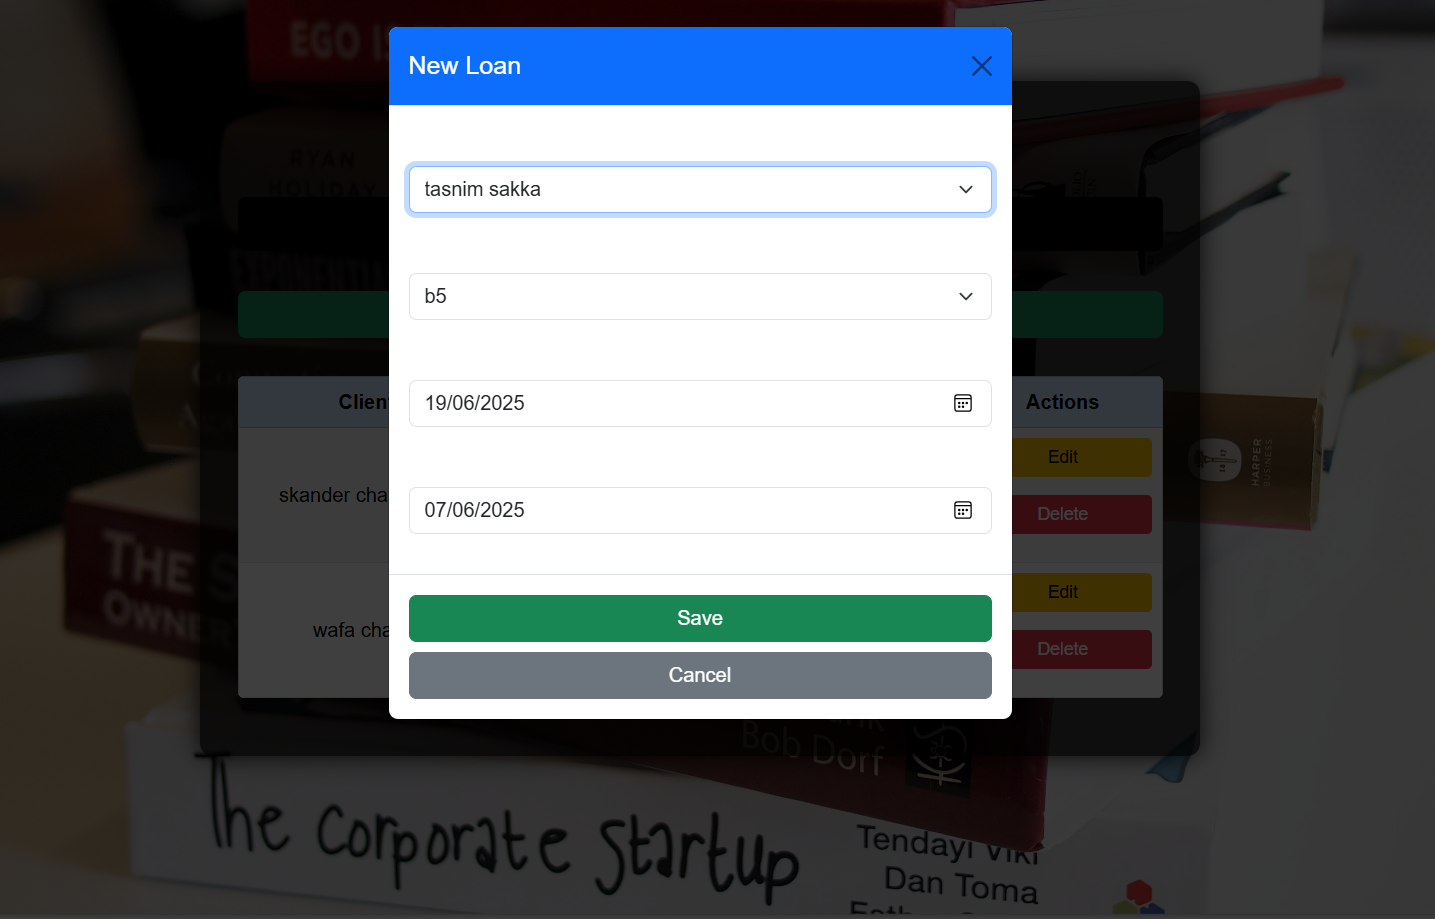 EGO IS
New Loan
RYAN
HOLIDAY
tasnim sakka
b5
Client
Actions
19/06/2025
Edit
HARPER
BUSINESS
skander cha
07/06/2025
Delete
THE S
OWNER
Edit
wafa cha
Save
Delete
Cancel
Bob Dorf
The Corporate Startup
Tendayi Viki
Dan Toma